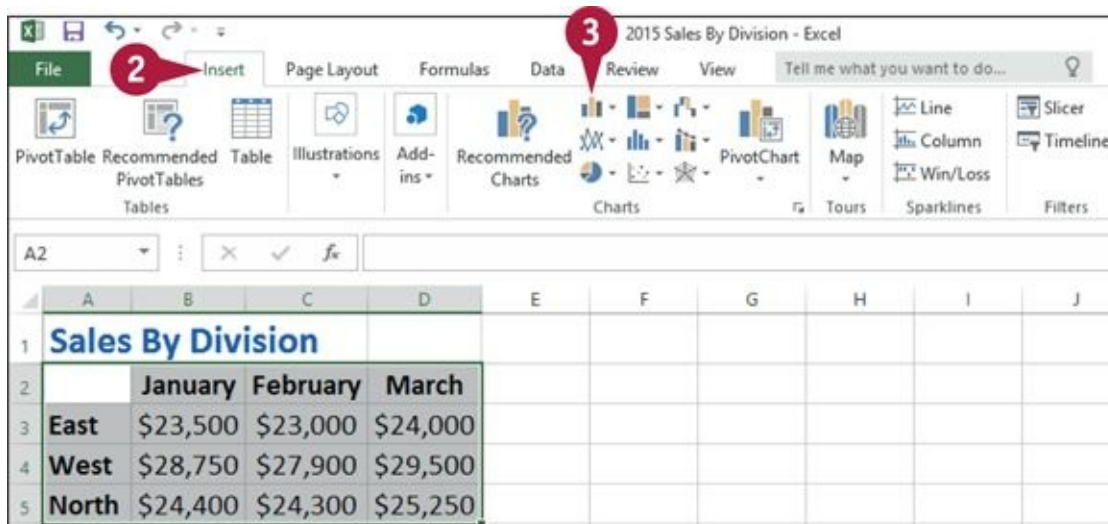 3
2015 Sales By Division - Excel
File
2
Insert
Page Layout
Formulas
Data
Review
View
Tell me what you want to do...
PivotTable
Recommended
PivotTables
Table
Illustrations
Add-
ins
Recommended
Charts
PivotChart
Map
Line
Column
Win/Loss
Slicer
Timeline
Tables
Charts
Tours
Sparklines
Filters
A2
fx
A B C D E F G H I J
1 Sales By Division
2 January February March
3 East $23,500 $23,000 $24,000
4 West $28,750 $27,900 $29,500
5 North $24,400 $24,300 $25,250